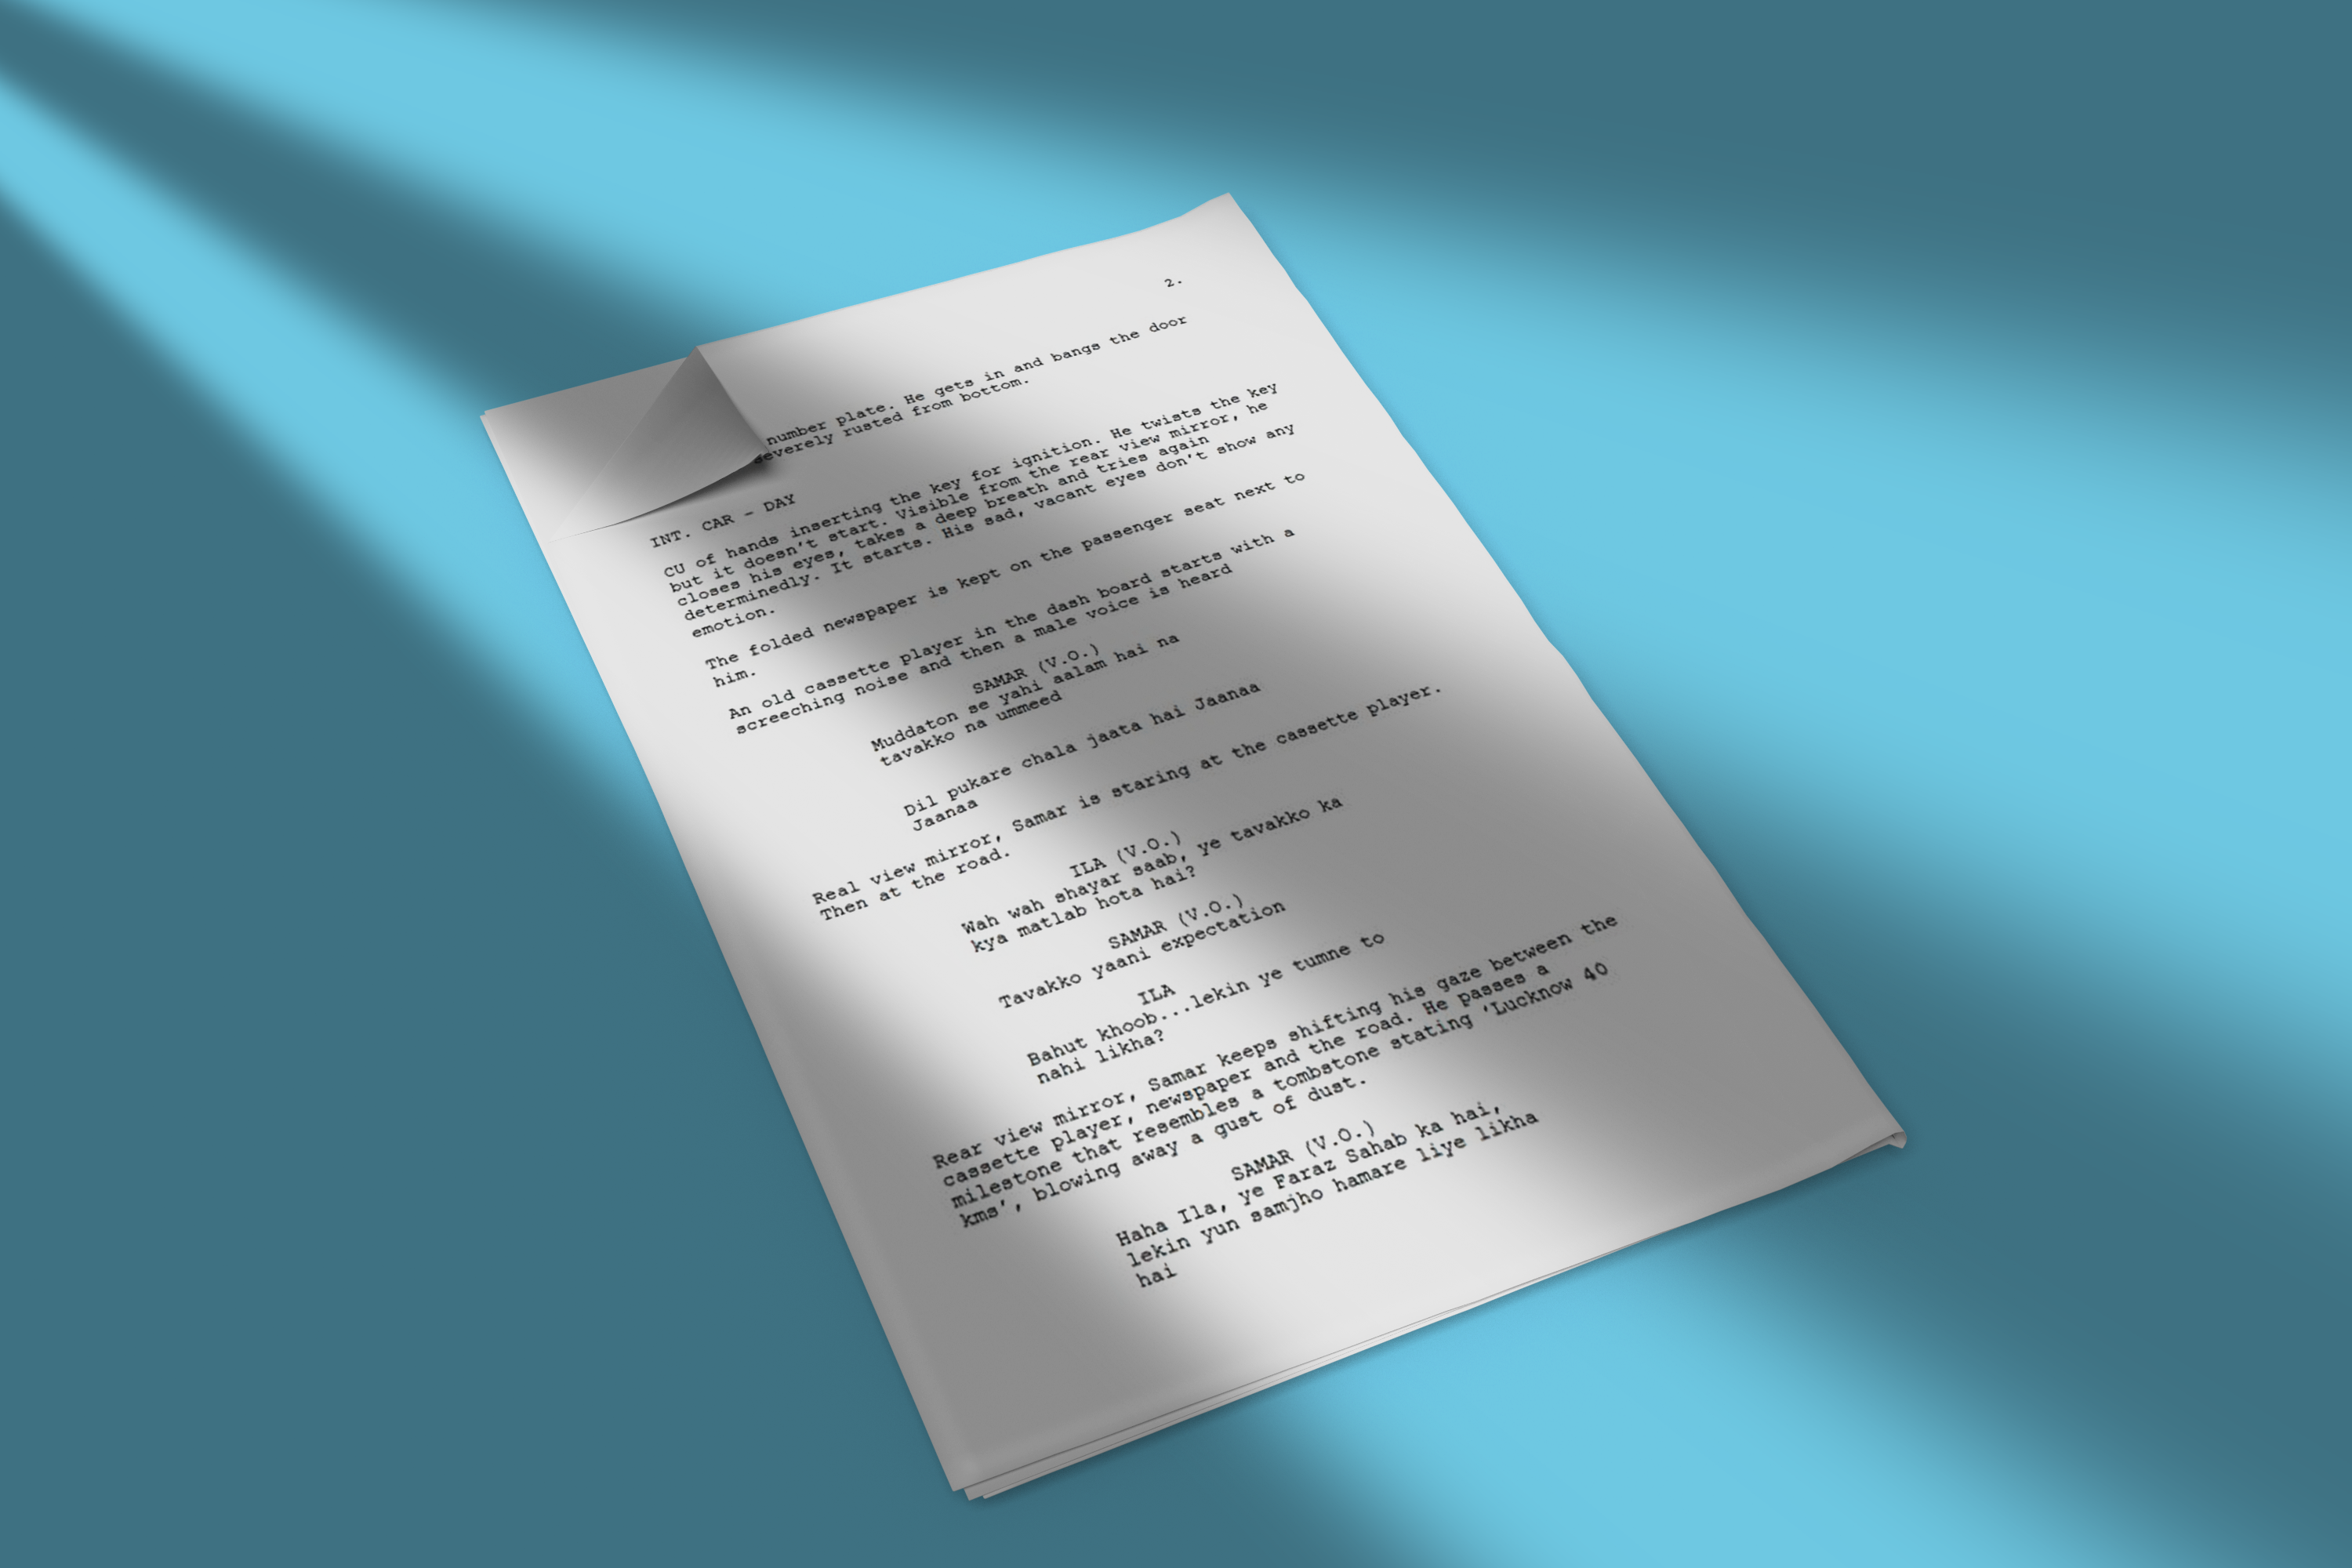 2.
number plate. He gets in and bangs the door
severely rusted from bottom.
INT. CAR - DAY
CU of hands inserting the key for ignition. He twists the key
but it doesn't start. Visible from the rear view mirror, he
closes his eyes, takes a deep breath and tries again
determinedly. It starts. His sad, vacant eyes don't show any
emotion.
The folded newspaper is kept on the passenger seat next to
him.
An old cassette player in the dash board starts with a
screeching noise and then a male voice is heard
SAMAR (V.O.)
Muddaton se yahi aalam hai na
tavakko na ummeed
Dil pukare chala jaata hai Jaanaa
Jaanaa
Real view mirror, Samar is staring at the cassette player.
Then at the road.
ILA (V.O.)
Wah wah shayar saab, ye tavakko ka
kya matlab hota hai?
SAMAR (V.O.)
Tavakko yaani expectation
ILA
Bahut khoob...lekin ye tumne to
nahi likha?
Rear view mirror, Samar keeps shifting his gaze between the
cassette player, newspaper and the road. He passes a
milestone that resembles a tombstone stating 'Lucknow 40
kms', blowing away a gust of dust.
SAMAR (V.O.)
Haha Ila, ye Faraz Sahab ka hai,
lekin yun samjho hamare liye likha
hai